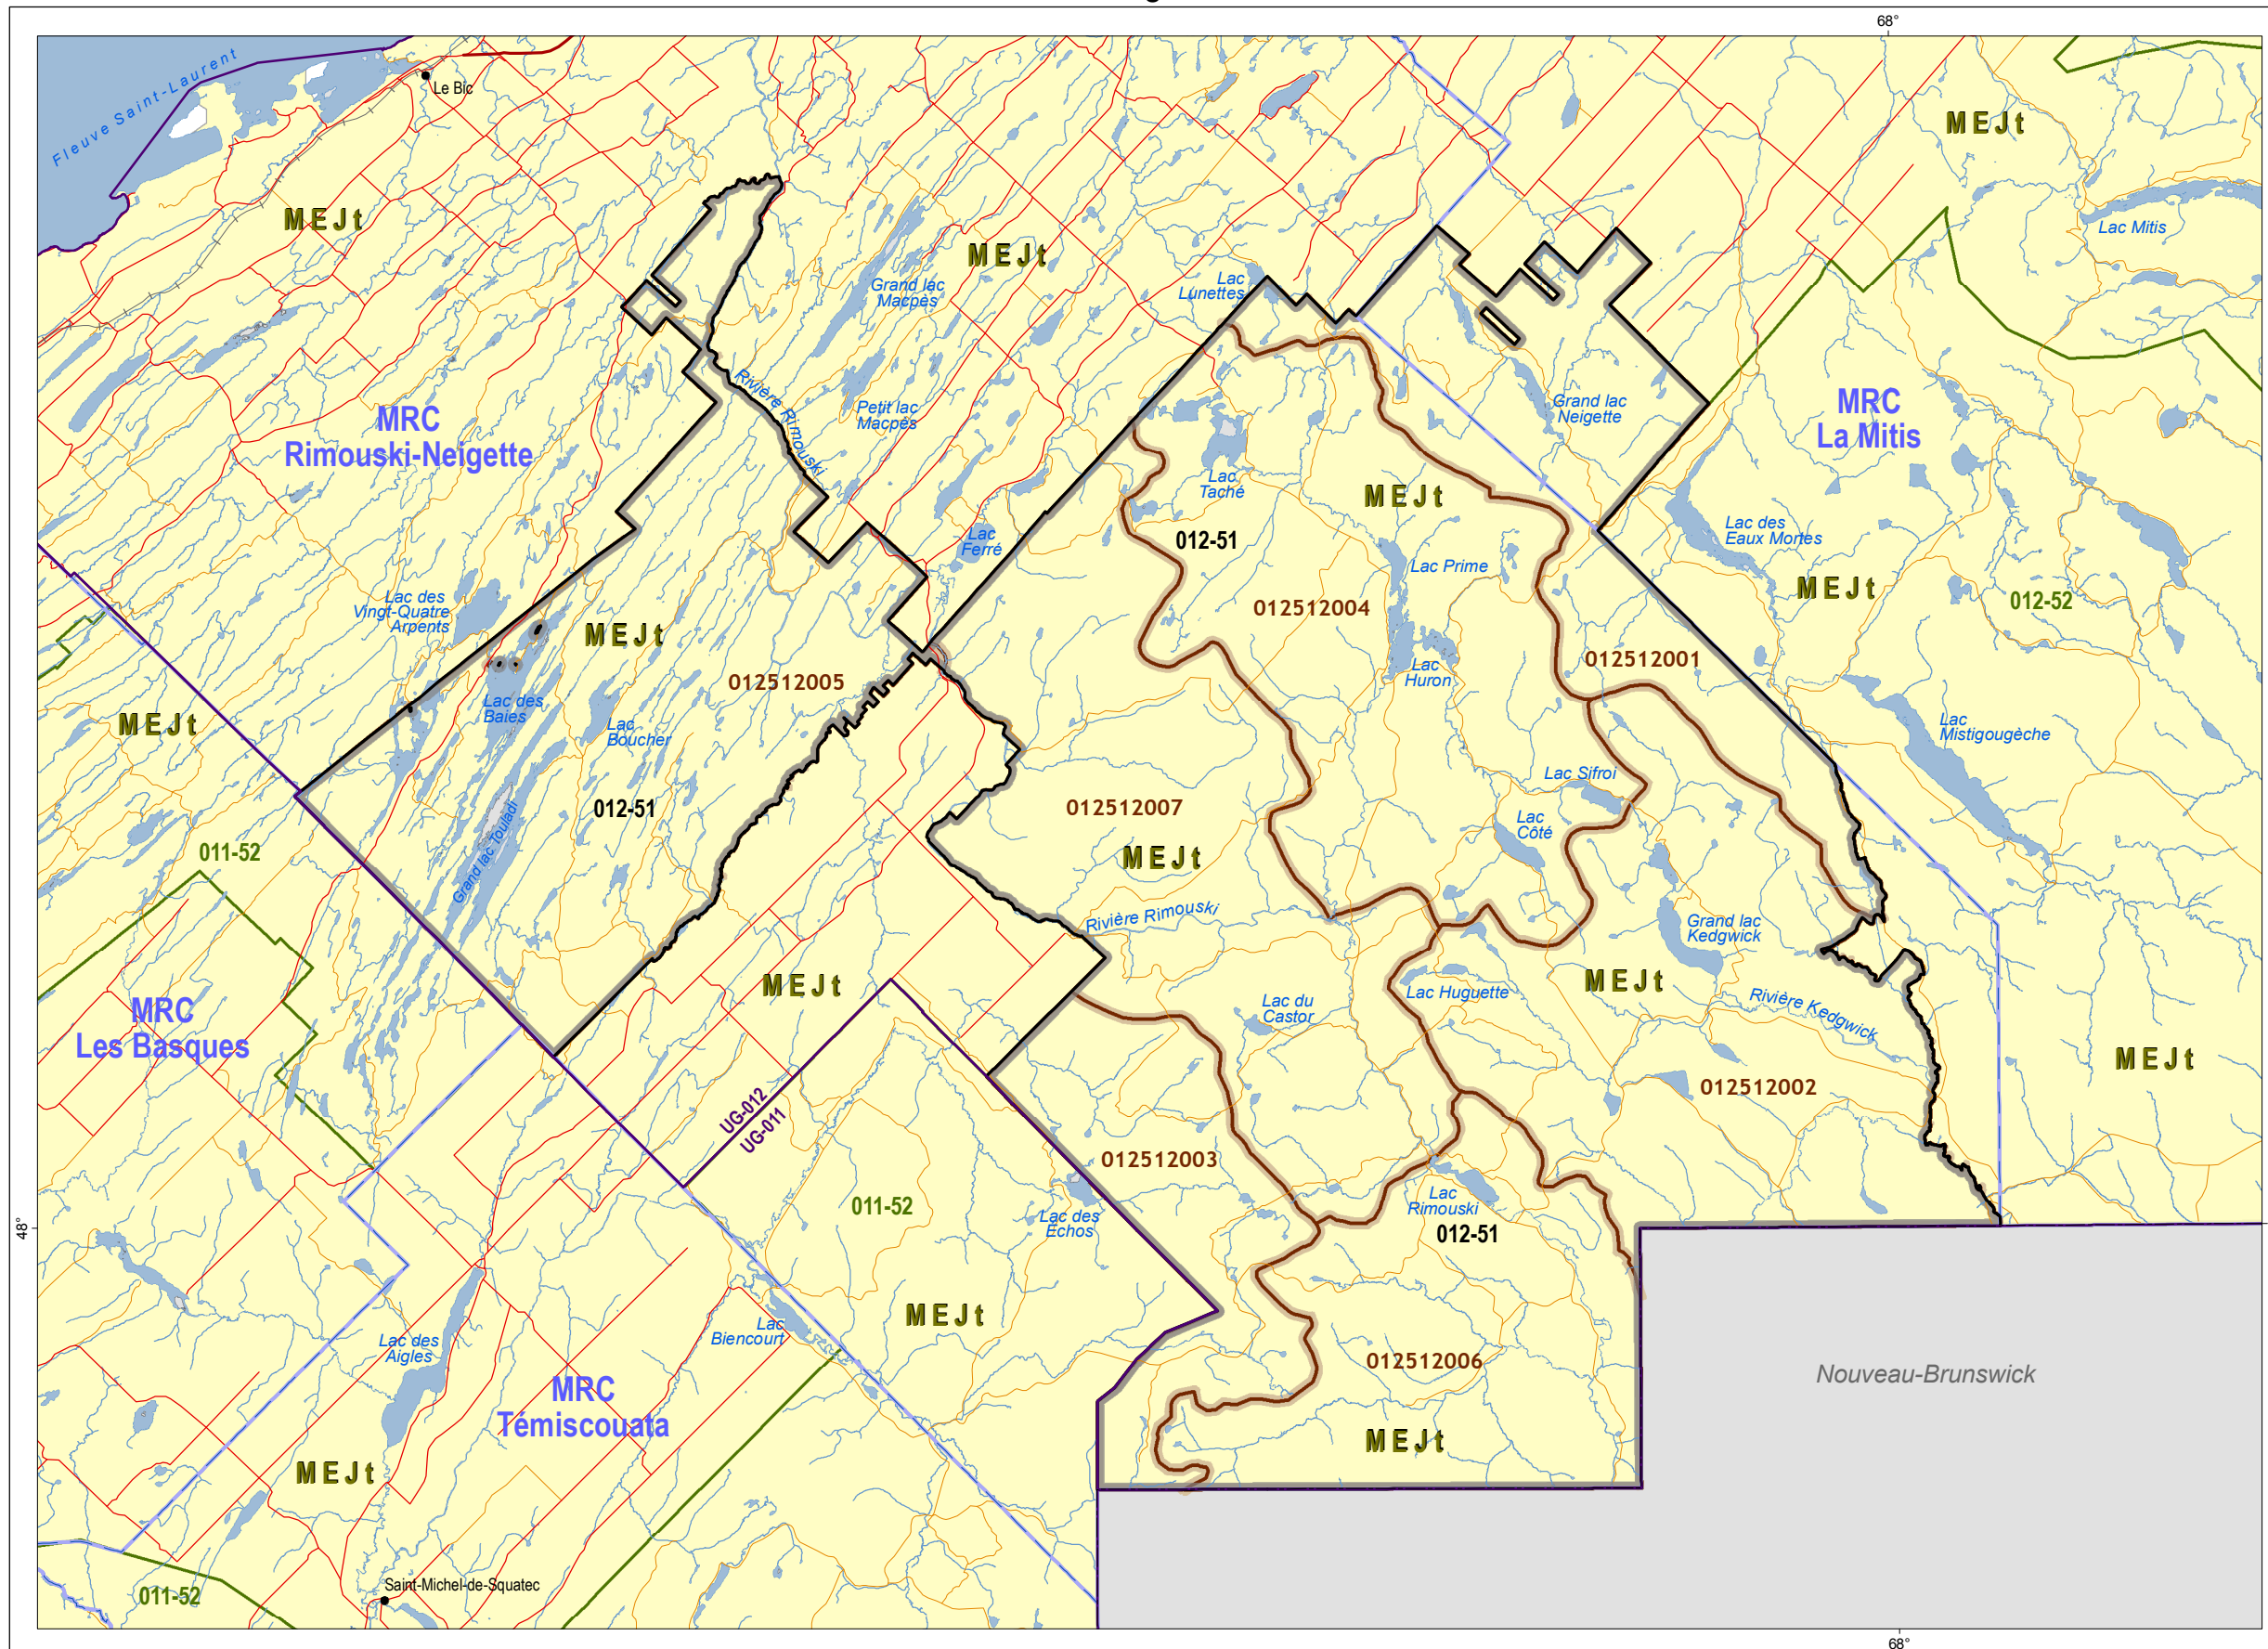 68°
Fleuve Saint-Laurent
Le Bic
MEJt
MEJt
Lac Mitis
MEJt
Grand lac
Macpès
Lac
Lunettes
Rivière Rimouski
Petit lac
Macpès
Grand lac
Neigette
MRC
Rimouski-Neigette
MRC
La Mitis
Lac
Taché
MEJt
012-51
Lac des
Eaux Mortes
Lac
Ferré
Lac Prime
MEJt
012-52
Lac des
Vingt-Quatre
Arpents
012512004
MEJt
012512001
Lac
Huron
012512005
Lac des
Baies
Lac
Boucher
MEJt
Lac
Mistigougèche
Lac Sifroi
012-51
012512007
Lac
Côté
Grand lac Touladi
011-52
MEJt
Rivière Rimouski
Grand lac
Kedgwick
MEJt
MEJt
Lac Huguette
Lac du
Castor
Rivière Kedgwick
MRC
Les Basques
MEJt
012512002
UG-012
UG-011
012512003
011-52
Lac des
Échos
Lac
Rimouski
012-51
48°
MEJt
Lac
Biencourt
Lac des
Aigles
012512006
Nouveau-Brunswick
MRC
Témiscouata
MEJt
MEJt
Saint-Michel-de-Squatec
011-52
68°